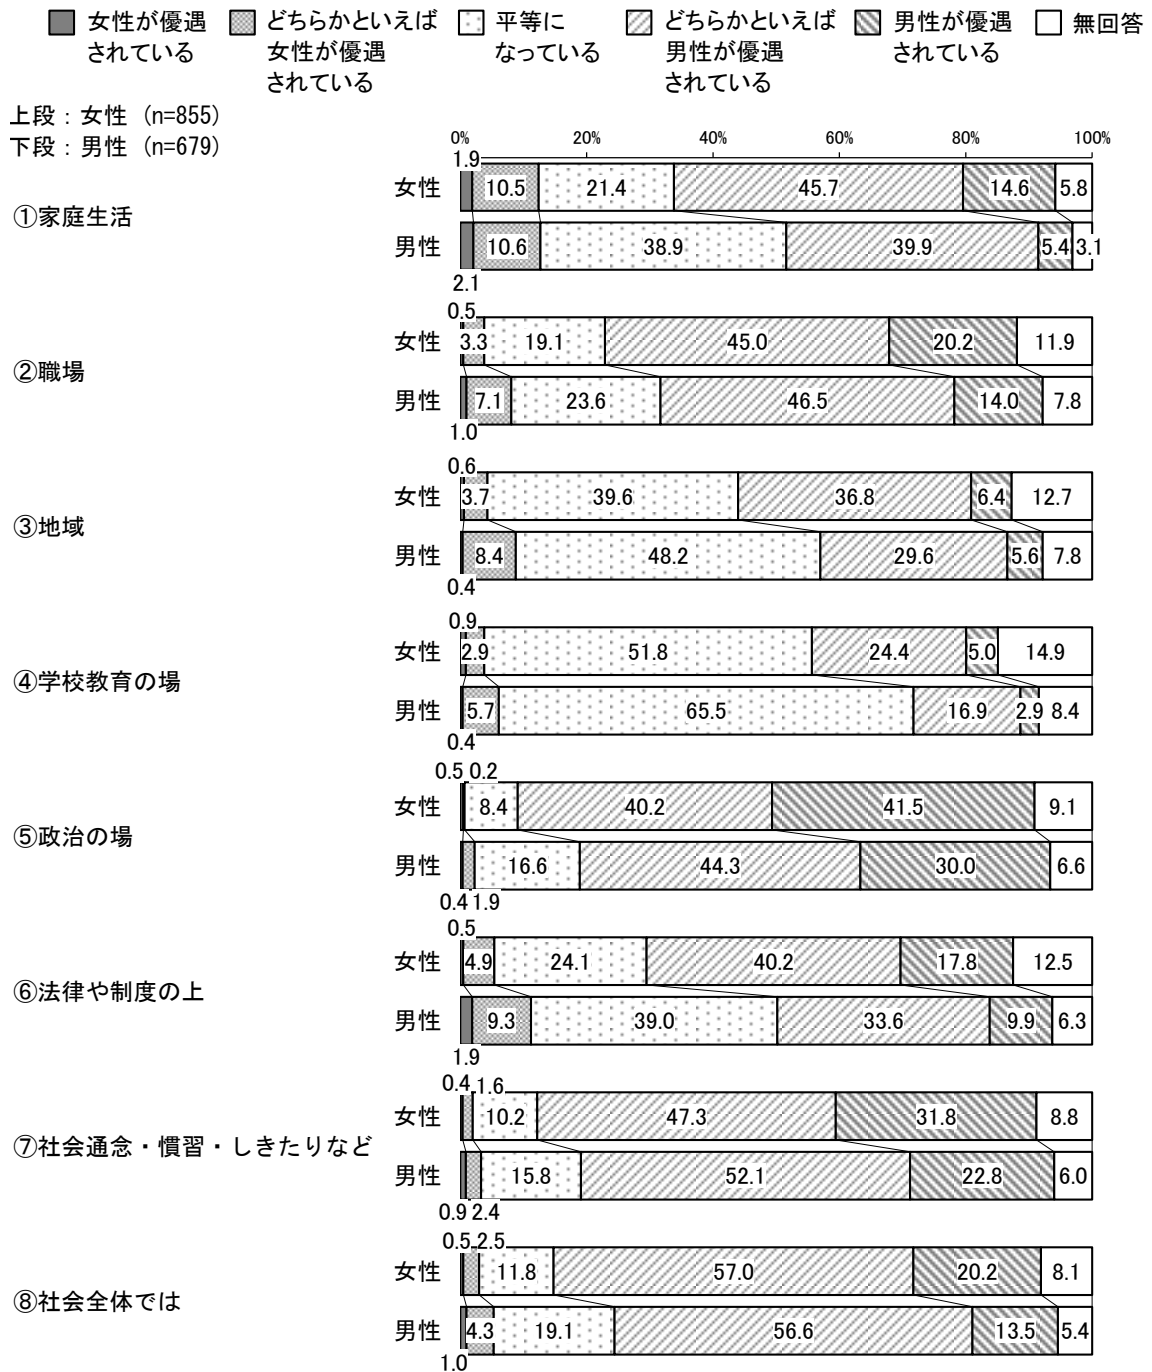 女性が優遇
されている
どちらかといえば
女性が優遇
されている
平等に
なっている
どちらかといえば
男性が優遇
されている
男性が優遇
されている
無回答
上段：女性 (n=855)
下段：男性 (n=679)
0% 20% 40% 60% 80% 100%
①家庭生活
女性 1.9 10.5 21.4 45.7 14.6 5.8
男性 2.1 10.6 38.9 39.9 5.4 3.1
②職場
女性 0.5 3.3 19.1 45.0 20.2 11.9
男性 1.0 7.1 23.6 46.5 14.0 7.8
③地域
女性 0.6 3.7 39.6 36.8 6.4 12.7
男性 0.4 8.4 48.2 29.6 5.6 7.8
④学校教育の場
女性 0.9 2.9 51.8 24.4 5.0 14.9
男性 0.4 5.7 65.5 16.9 2.9 8.4
⑤政治の場
女性 0.5 0.2 8.4 40.2 41.5 9.1
男性 0.4 1.9 16.6 44.3 30.0 6.6
⑥法律や制度の上
女性 0.5 4.9 24.1 40.2 17.8 12.5
男性 1.9 9.3 39.0 33.6 9.9 6.3
⑦社会通念・慣習・しきたりなど
女性 0.4 1.6 10.2 47.3 31.8 8.8
男性 0.9 2.4 15.8 52.1 22.8 6.0
⑧社会全体では
女性 0.5 2.5 11.8 57.0 20.2 8.1
男性 1.0 4.3 19.1 56.6 13.5 5.4